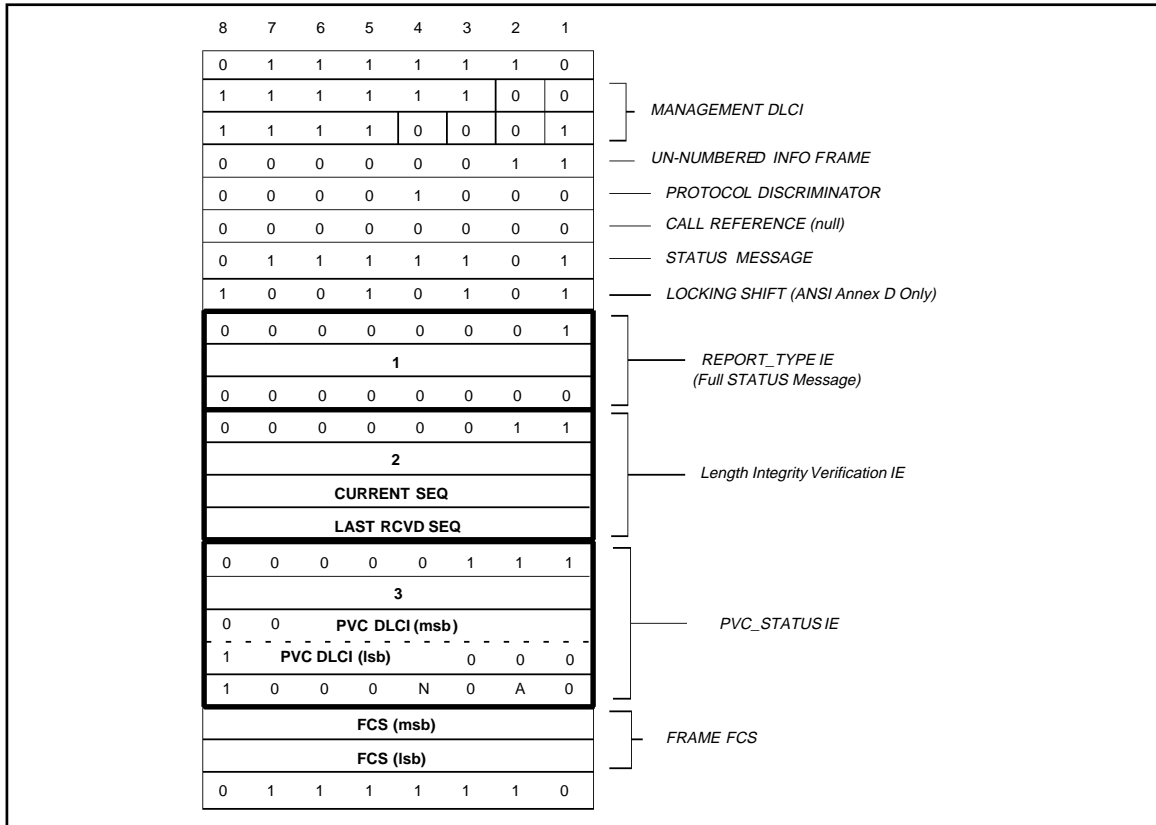 8 7 6 5 4 3 2 1
0 1 1 1 1 1 1 0
1 1 1 1 1 1 0 0
MANAGEMENT DLCI
1 1 1 1 0 0 0 1
0 0 0 0 0 0 1 1 UN-NUMBERED INFO FRAME
0 0 0 0 1 0 0 0 PROTOCOL DISCRIMINATOR
0 0 0 0 0 0 0 0 CALL REFERENCE (null)
0 1 1 1 1 1 0 1 STATUS MESSAGE
1 0 0 1 0 1 0 1 LOCKING SHIFT (ANSI Annex D Only)
0 0 0 0 0 0 0 1
1 REPORT_TYPE IE
(Full STATUS Message)
0 0 0 0 0 0 0 0
0 0 0 0 0 0 1 1
2
Length Integrity Verification IE
CURRENT SEQ
LAST RCVD SEQ
0 0 0 0 0 1 1 1
3
0 0 PVC DLCI (msb) PVC_STATUS IE
1 PVC DLCI (lsb) 0 0 0
1 0 0 0 N 0 A 0
FCS (msb)
FRAME FCS
FCS (lsb)
0 1 1 1 1 1 1 0